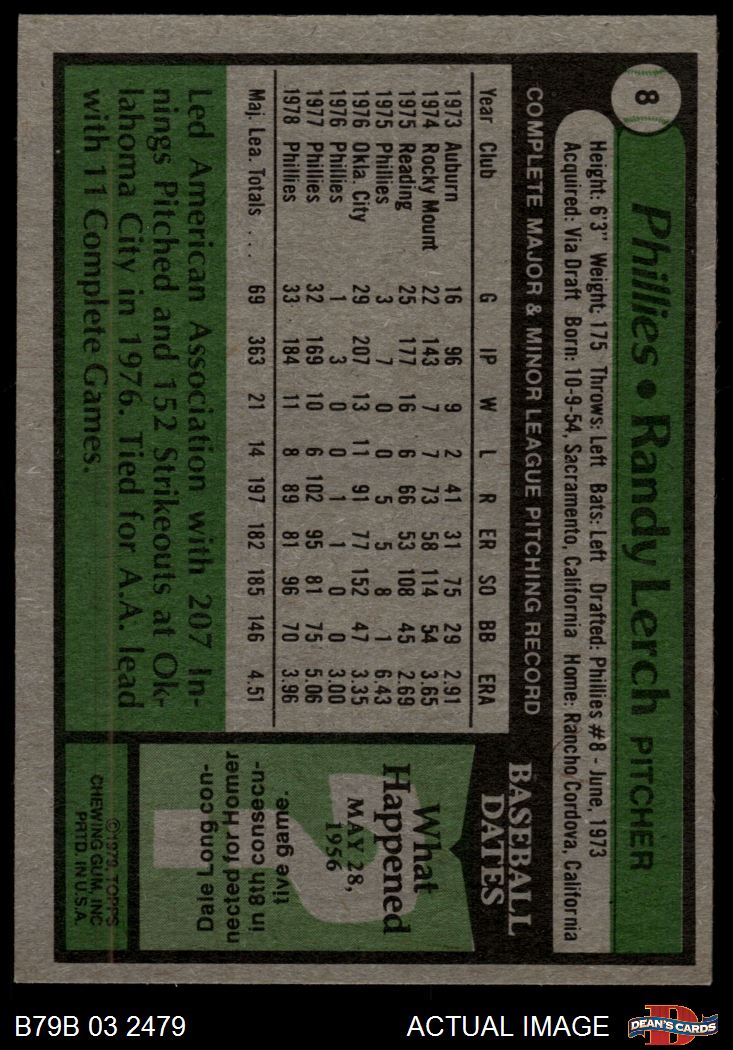 8
Phillies • Randy Lerch PITCHER
Height: 6'3" Weight: 175 Throws: Left Bats: Left Drafted: Phillies #8 - June, 1973
Acquired: Via Draft Born: 10-9-54, Sacramento, California Home: Rancho Cordova, California
COMPLETE MAJOR & MINOR LEAGUE PITCHING RECORD
Year Club G IP W L R ER SO BB ERA
1973 Auburn 16 96 9 2 41 31 75 29 2.91
1974 Rocky Mount 22 143 7 7 73 58 114 54 3.65
1975 Reading 25 177 16 6 66 53 108 45 2.69
1975 Phillies 3 7 0 0 5 5 8 1 6.43
1976 Okla. City 29 207 13 11 91 77 152 47 3.35
1976 Phillies 1 3 0 0 1 1 0 0 3.00
1977 Phillies 32 169 10 6 102 95 81 75 5.06
1978 Phillies 33 184 11 8 89 81 96 70 3.96
Maj. Lea. Totals . . . 69 363 21 14 197 182 185 146 4.51
Led American Association with 207 In-
nings Pitched and 152 Strikeouts at Ok-
lahoma City in 1976. Tied for A.A. lead
with 11 Complete Games.
BASEBALL
DATES
What
Happened
MAY 28,
1956
?
Dale Long con-
nected for Homer
in 8th consecu-
tive game.
©1979, TOPPS
CHEWING GUM, INC
PRTD. IN U.S.A.
B79B 03 2479 ACTUAL IMAGE
D
DEAN'S CARDS